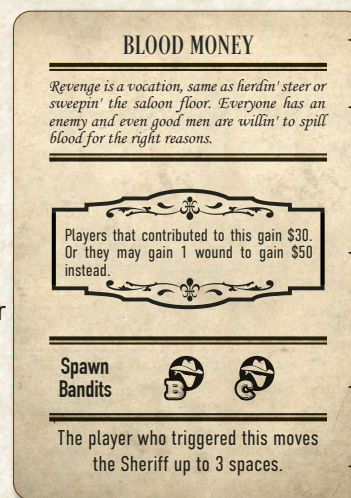 BLOOD MONEY
Revenge is a vocation, same as herdin' steer or
sweepin' the saloon floor. Everyone has an
enemy and even good men are willin' to spill
blood for the right reasons.
Players that contributed to this gain $30.
Or they may gain 1 wound to gain $50
instead.
Spawn
Bandits
B C
The player who triggered this moves
the Sheriff up to 3 spaces.